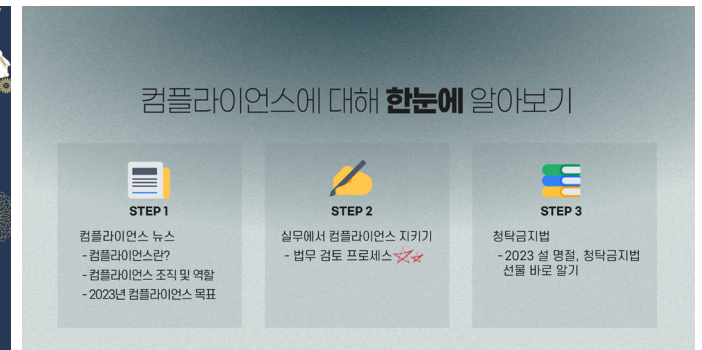 컴플라이언스에 대해 한눈에 알아보기
STEP 1
컴플라이언스 뉴스
- 컴플라이언스란?
- 컴플라이언스 조직 및 역할
- 2023년 컴플라이언스 목표
STEP 2
실무에서 컴플라이언스 지키기
- 법무 검토 프로세스
STEP 3
청탁금지법
- 2023 설 명절, 청탁금지법
선물 바로 알기